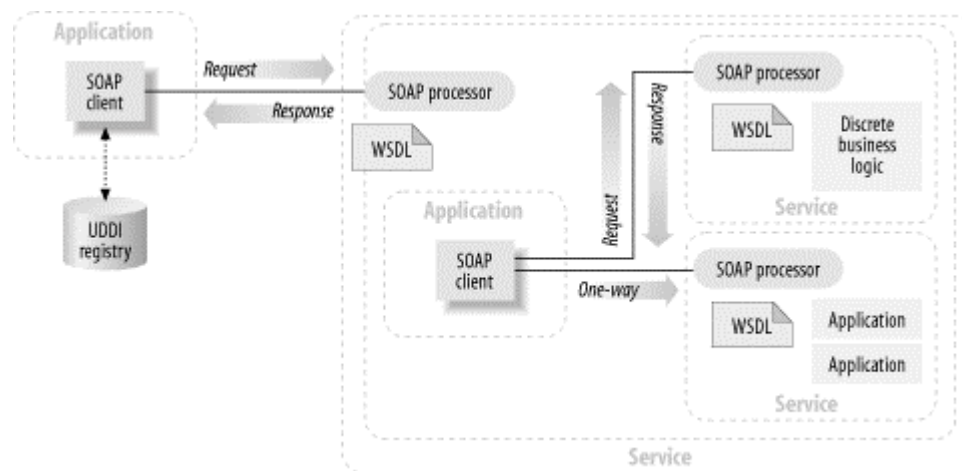 Application
SOAP
client
Request
Response
UDDI
registry
SOAP processor
WSDL
Application
SOAP
client
Request
Response
One-way
SOAP processor
WSDL
Discrete
business
logic
Service
SOAP processor
WSDL
Application
Application
Service
Service